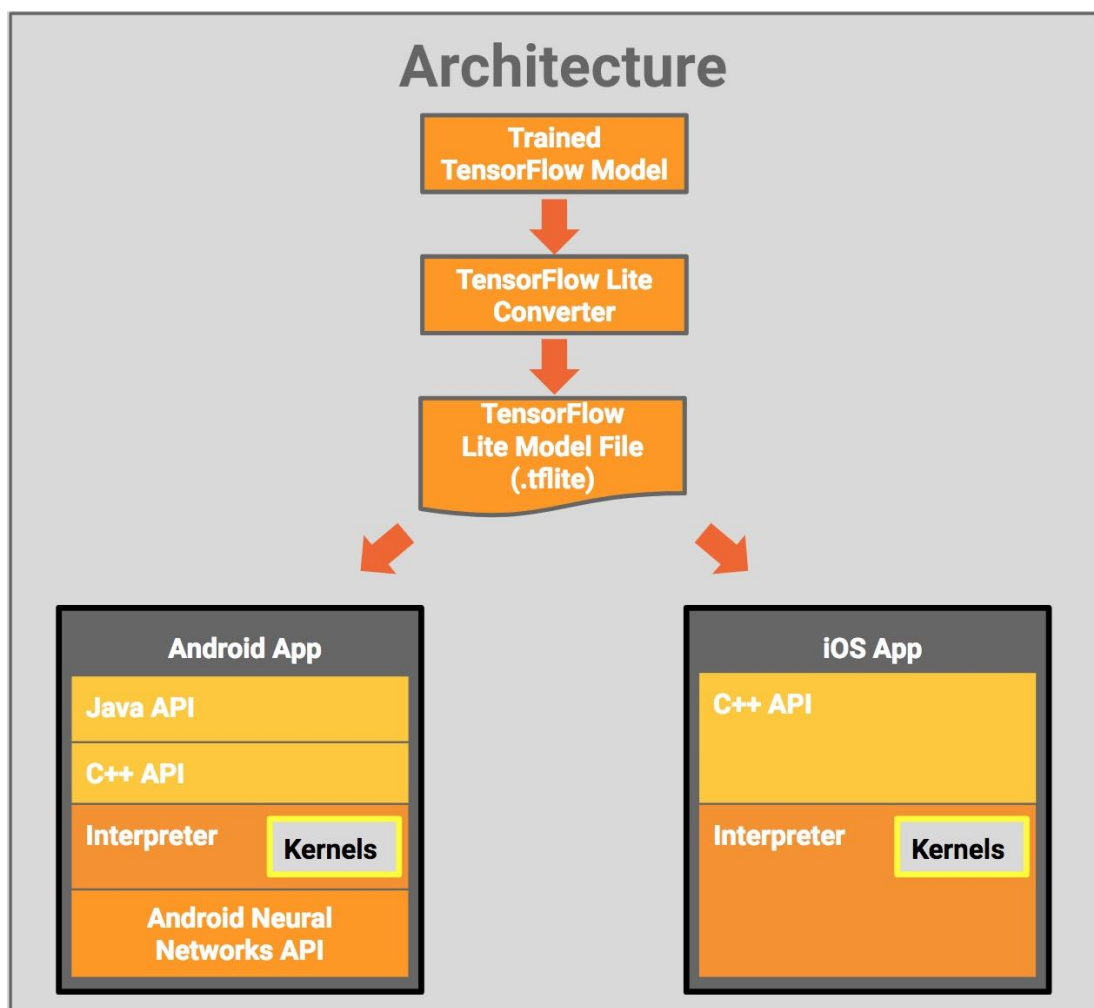 Architecture
Trained
TensorFlow Model
TensorFlow Lite
Converter
TensorFlow
Lite Model File
(.tflite)
Android App
Java API
C++ API
Interpreter
Kernels
Android Neural
Networks API
iOS App
C++ API
Interpreter
Kernels